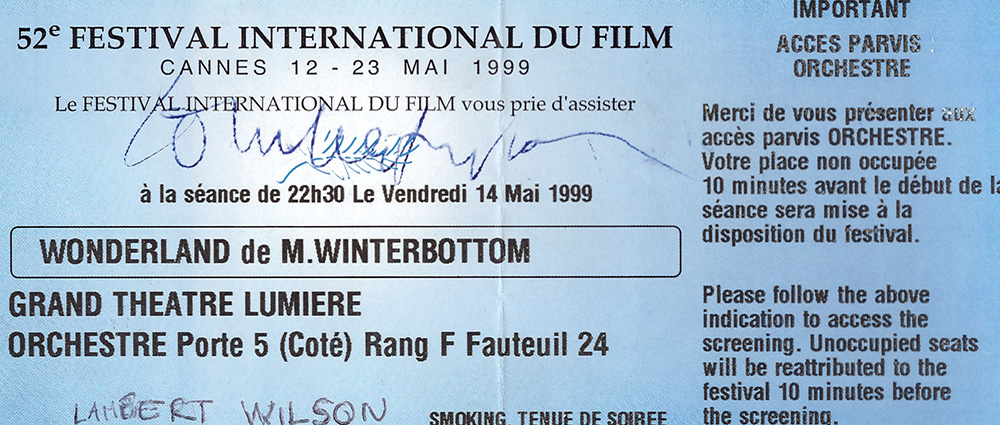 52e FESTIVAL INTERNATIONAL DU FILM
CANNES 12 - 23 MAI 1999
Le FESTIVAL INTERNATIONAL DU FILM vous prie d'assister
à la séance de 22h30 Le Vendredi 14 Mai 1999
WONDERLAND de M.WINTERBOTTOM
GRAND THEATRE LUMIERE
ORCHESTRE Porte 5 (Coté) Rang F Fauteuil 24
LAMBERT WILSON
SMOKING TENUE DE SOIREE
IMPORTANT
ACCES PARVIS
ORCHESTRE
Merci de vous présenter aux
accès parvis ORCHESTRE.
Votre place non occupée
10 minutes avant le début de la
séance sera mise à la
disposition du festival.
Please follow the above
indication to access the
screening. Unoccupied seats
will be reattributed to the
festival 10 minutes before
the screening.